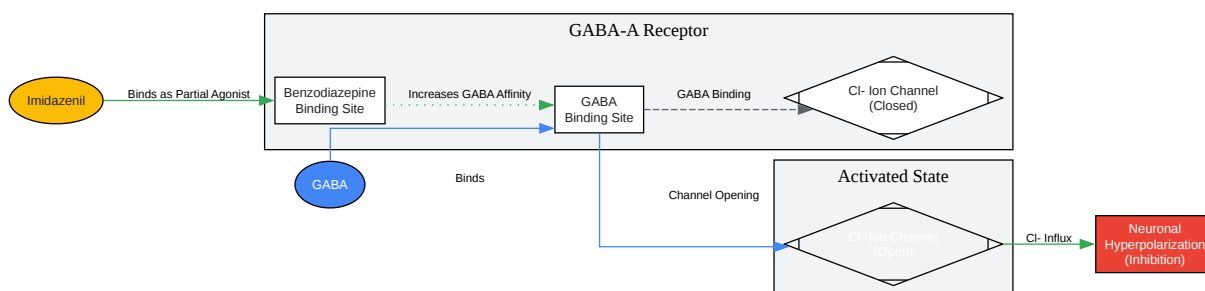 GABA-A Receptor
Imidazenil
Binds as Partial Agonist
Benzodiazepine
Binding Site
Increases GABA Affinity
GABA
Binding Site
GABA Binding
Cl- Ion Channel
(Closed)
GABA
Binds
Channel Opening
Activated State
Cl- Ion Channel
(Open)
Cl- Influx
Neuronal
Hyperpolarization
(Inhibition)